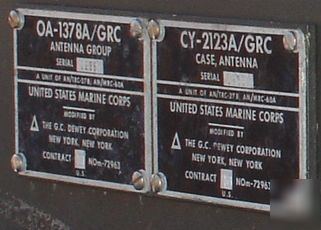 OA-1378A/GRC
ANTENNA GROUP
SERIAL
A UNIT OF AN/TRC-27B, AN/MRC-60A
UNITED STATES MARINE CORPS
MODIFIED BY
THE G.C. DEWEY CORPORATION
NEW YORK, NEW YORK
CONTRACT NOm-72963
U.S.
CY-2123A/GRC
CASE, ANTENNA
SERIAL
A UNIT OF AN/TRC-27B, AN/MRC-60A
UNITED STATES MARINE CORPS
MODIFIED BY
THE G.C. DEWEY CORPORATION
NEW YORK, NEW YORK
CONTRACT NOm-72963
U.S.